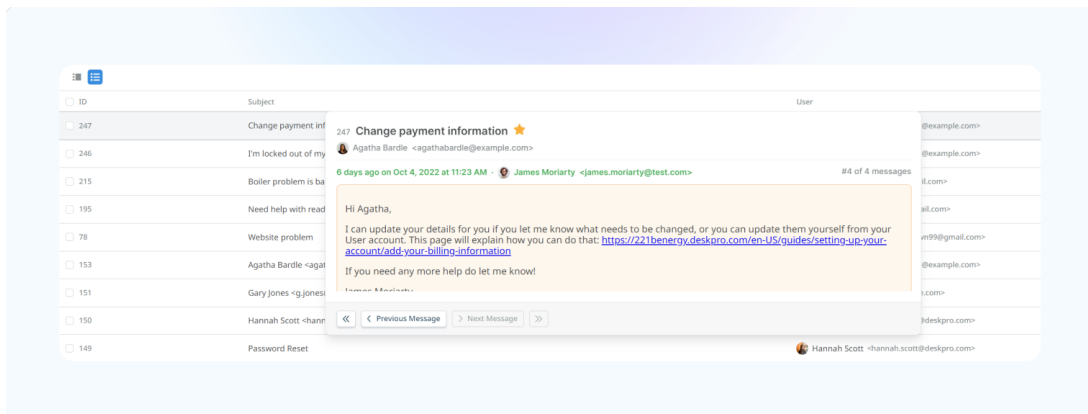 ID Subject User
247 Change payment inf @example.com>
247 Change payment information
Agatha Bardle <agathabardle@example.com>
246 I'm locked out of my @example.com>
6 days ago on Oct 4, 2022 at 11:23 AM · James Moriarty <james.moriarty@test.com> #4 of 4 messages
215 Boiler problem is ba il.com>
195 Need help with read ail.com>
Hi Agatha,
I can update your details for you if you let me know what needs to be changed, or you can update them yourself from your
User account. This page will explain how you can do that: https://221benergy.deskpro.com/en-US/guides/setting-up-your-
account/add-your-billing-information
If you need any more help do let me know!
James Moriarty
78 Website problem vn99@gmail.com>
153 Agatha Bardle <agat @example.com>
151 Gary Jones <g.jones .com>
150 Hannah Scott <hann @deskpro.com>
Previous Message Next Message
149 Password Reset Hannah Scott <hannah.scott@deskpro.com>